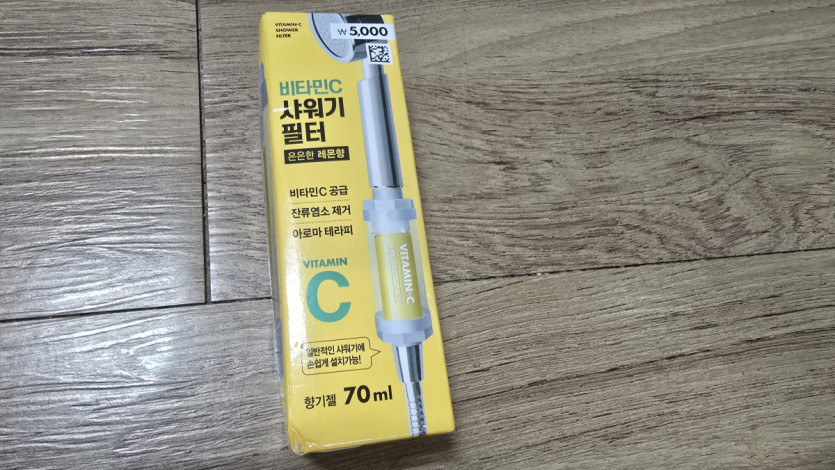 VITAMIN-C
SHOWER
FILTER
₩ 5,000
비타민C
샤워기
필터
은은한 레몬향
비타민C 공급
잔류염소 제거
아로마 테라피
VITAMIN
C
VITAMIN-C
일반적인 샤워기에
손쉽게 설치가능!
향기젤 70ml